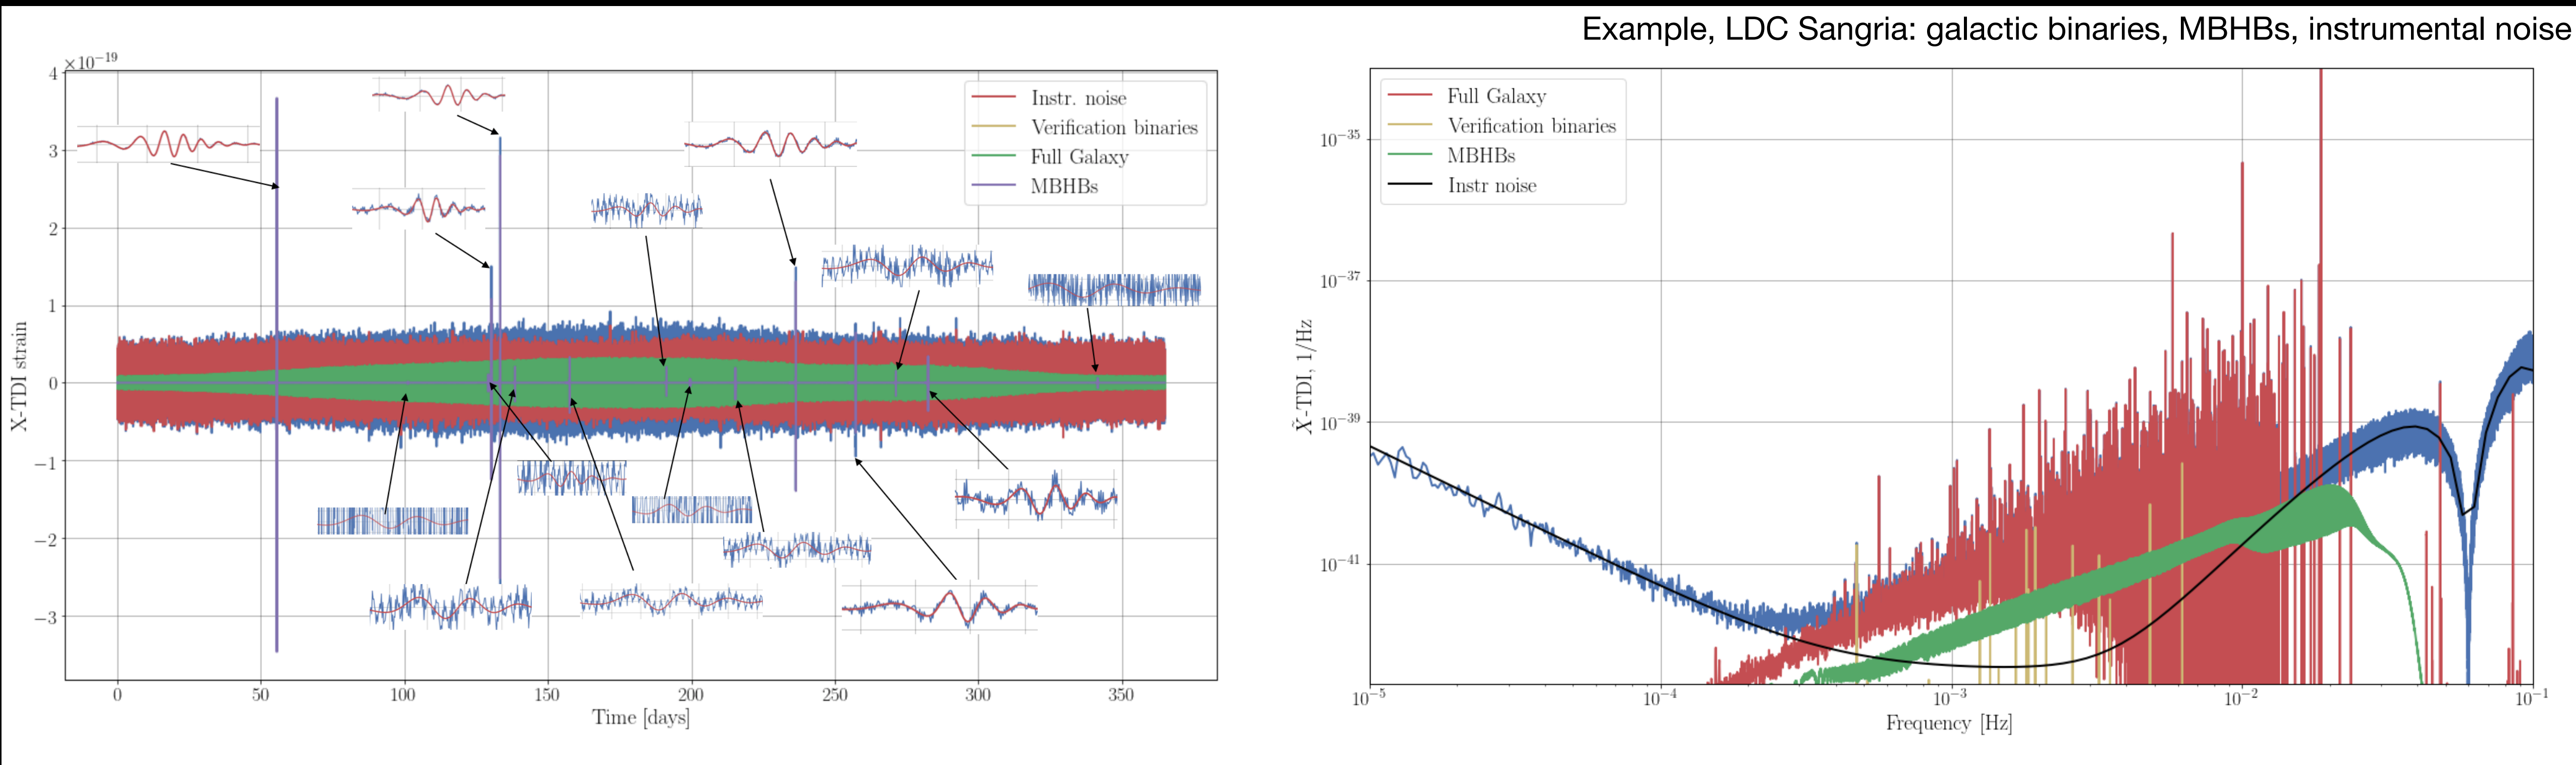 Example, LDC Sangria: galactic binaries, MBHBs, instrumental noise
×10−19
4
3
2
1
0
−1
−2
−3
X-TDI strain
Instr. noise
Verification binaries
Full Galaxy
MBHBs
0 50 100 150 200 250 300 350
Time [days]
Full Galaxy
Verification binaries
MBHBs
Instr noise
10−35
10−37
10−39
10−41
X-TDI, 1/Hz
10−5 10−4 10−3 10−2 10−1
Frequency [Hz]